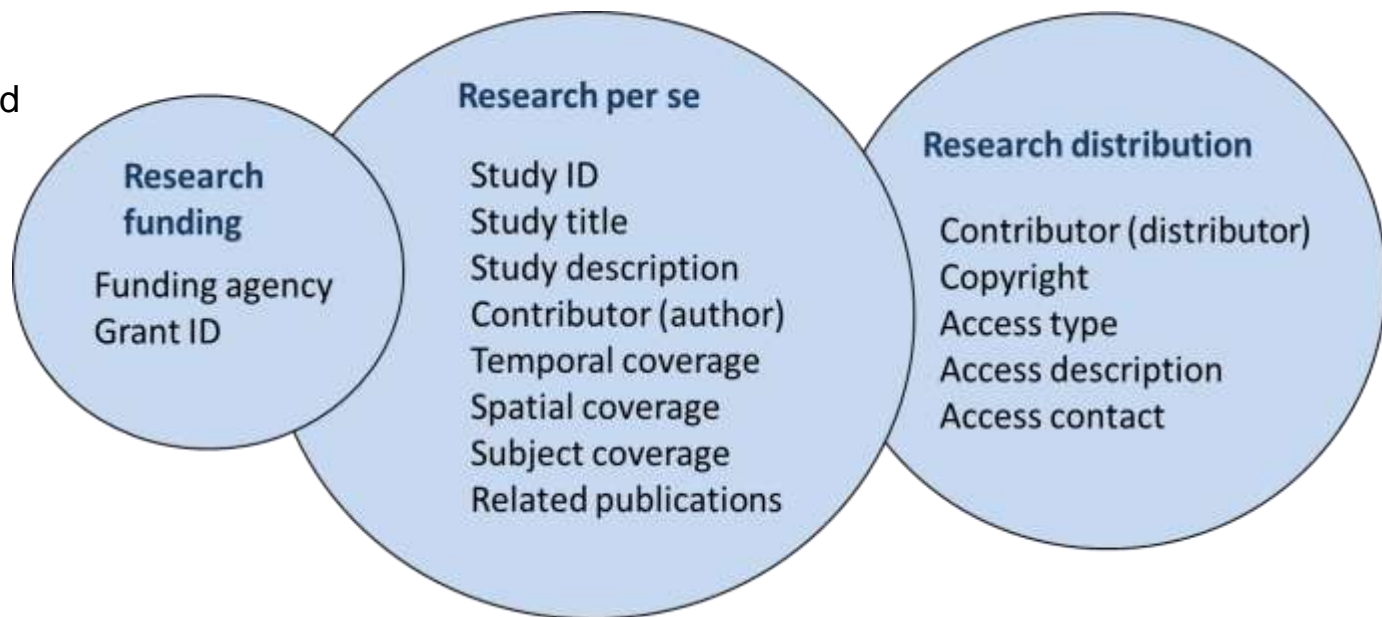 d
Research
funding
Funding agency
Grant ID
Research per se
Study ID
Study title
Study description
Contributor (author)
Temporal coverage
Spatial coverage
Subject coverage
Related publications
Research distribution
Contributor (distributor)
Copyright
Access type
Access description
Access contact